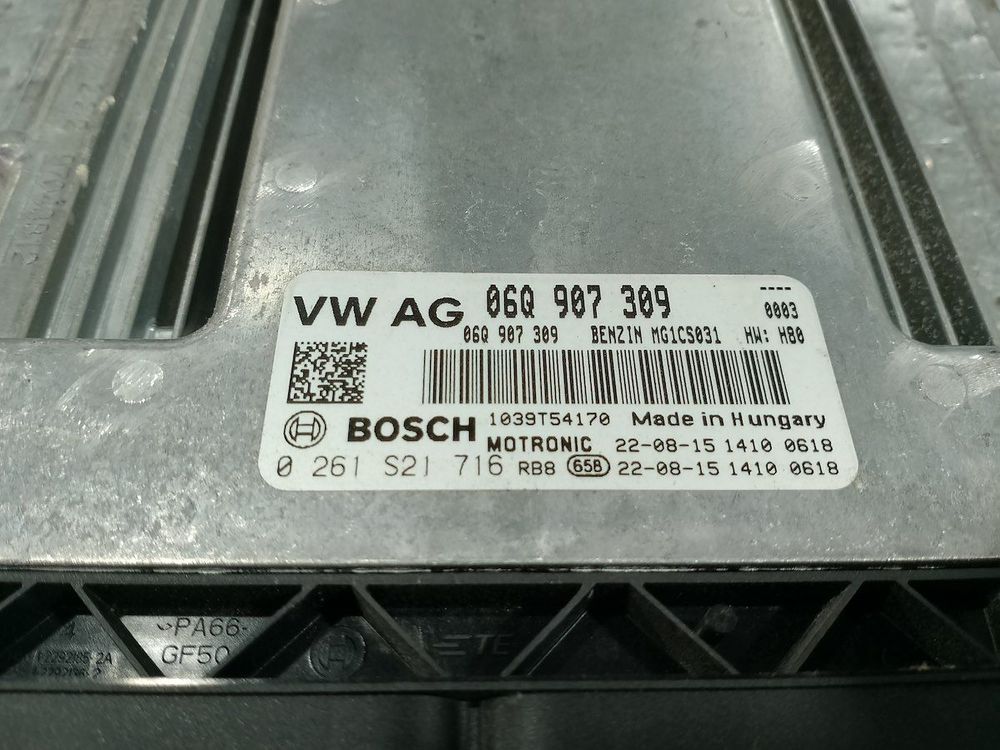 VW AG 06Q 907 309 ----
0003
06Q 907 309 BENZIN MG1CS031 HW: H80
BOSCH 1039T54170 Made in Hungary
MOTRONIC 22-08-15 1410 0618
0 261 S21 716 RB8 658 22-08-15 1410 0618
>PA66-
GF50
TE